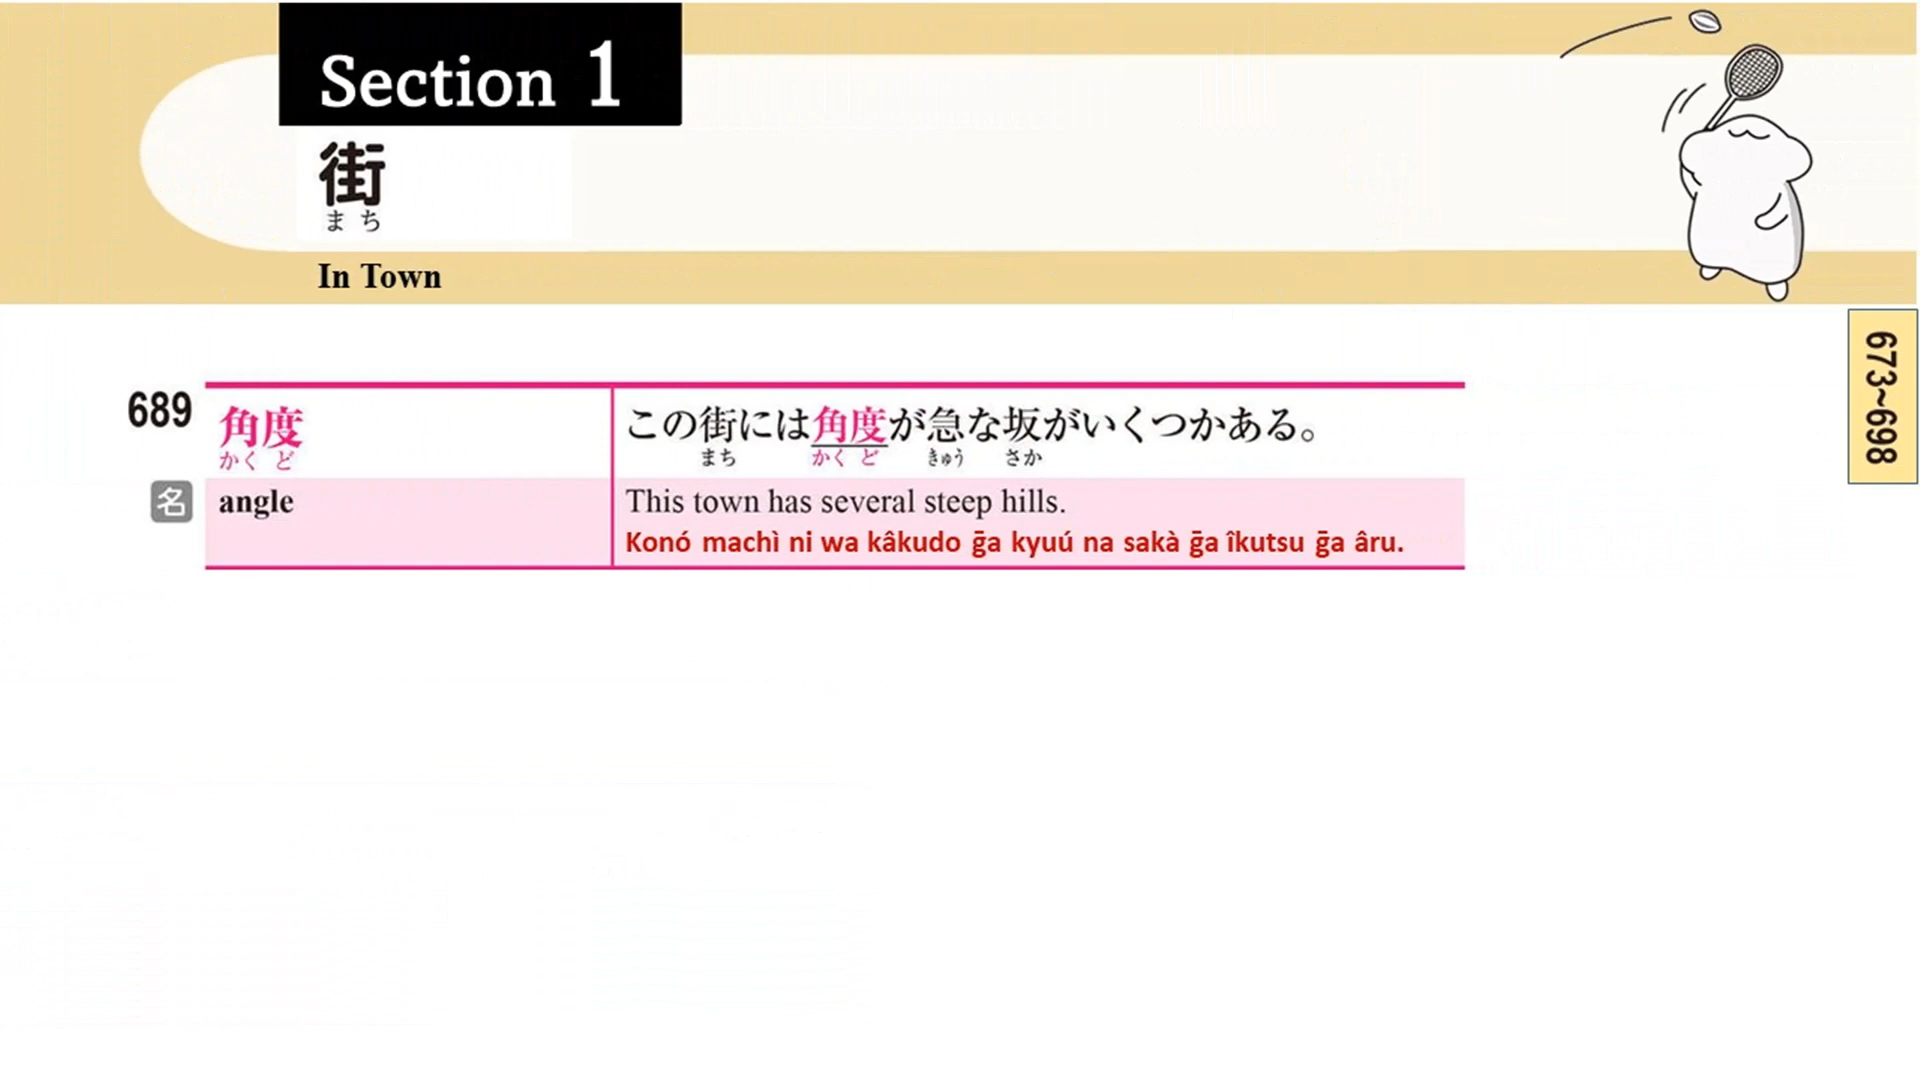 Section 1
街
まち
In Town
673~698
689
角度
かくど
この街には角度が急な坂がいくつかある。
まち かくど きゅう さか
名
angle
This town has several steep hills.
Konó machì ni wa kâkudo ḡa kyuú na sakà ḡa îkutsu ḡa âru.